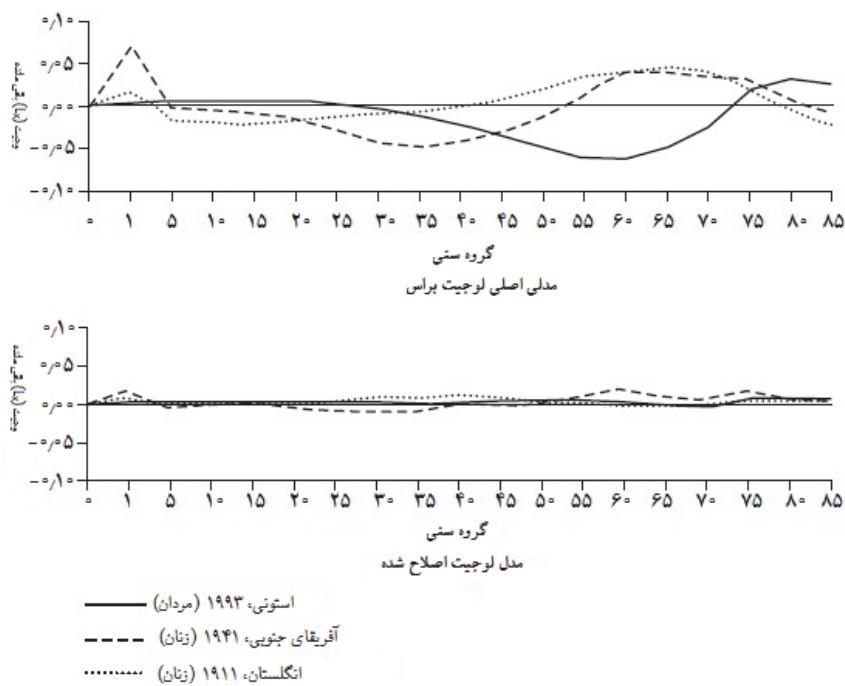 ۰٫۱۰
۰٫۰۵
۰٫۰۰
−۰٫۰۵
−۰٫۱۰
۰ ۱ ۵ ۱۰ ۱۵ ۲۰ ۲۵ ۳۰ ۳۵ ۴۰ ۴۵ ۵۰ ۵۵ ۶۰ ۶۵ ۷۰ ۷۵ ۸۰ ۸۵
گروه سنی
مدلی اصلی لوجیت براس
۰٫۱۰
۰٫۰۵
۰٫۰۰
−۰٫۰۵
−۰٫۱۰
۰ ۱ ۵ ۱۰ ۱۵ ۲۰ ۲۵ ۳۰ ۳۵ ۴۰ ۴۵ ۵۰ ۵۵ ۶۰ ۶۵ ۷۰ ۷۵ ۸۰ ۸۵
گروه سنی
مدل لوجیت اصلاح شده
استونی، ۱۹۹۳ (مردان)
آفریقای جنوبی، ۱۹۴۱ (زنان)
انگلستان، ۱۹۱۱ (زنان)